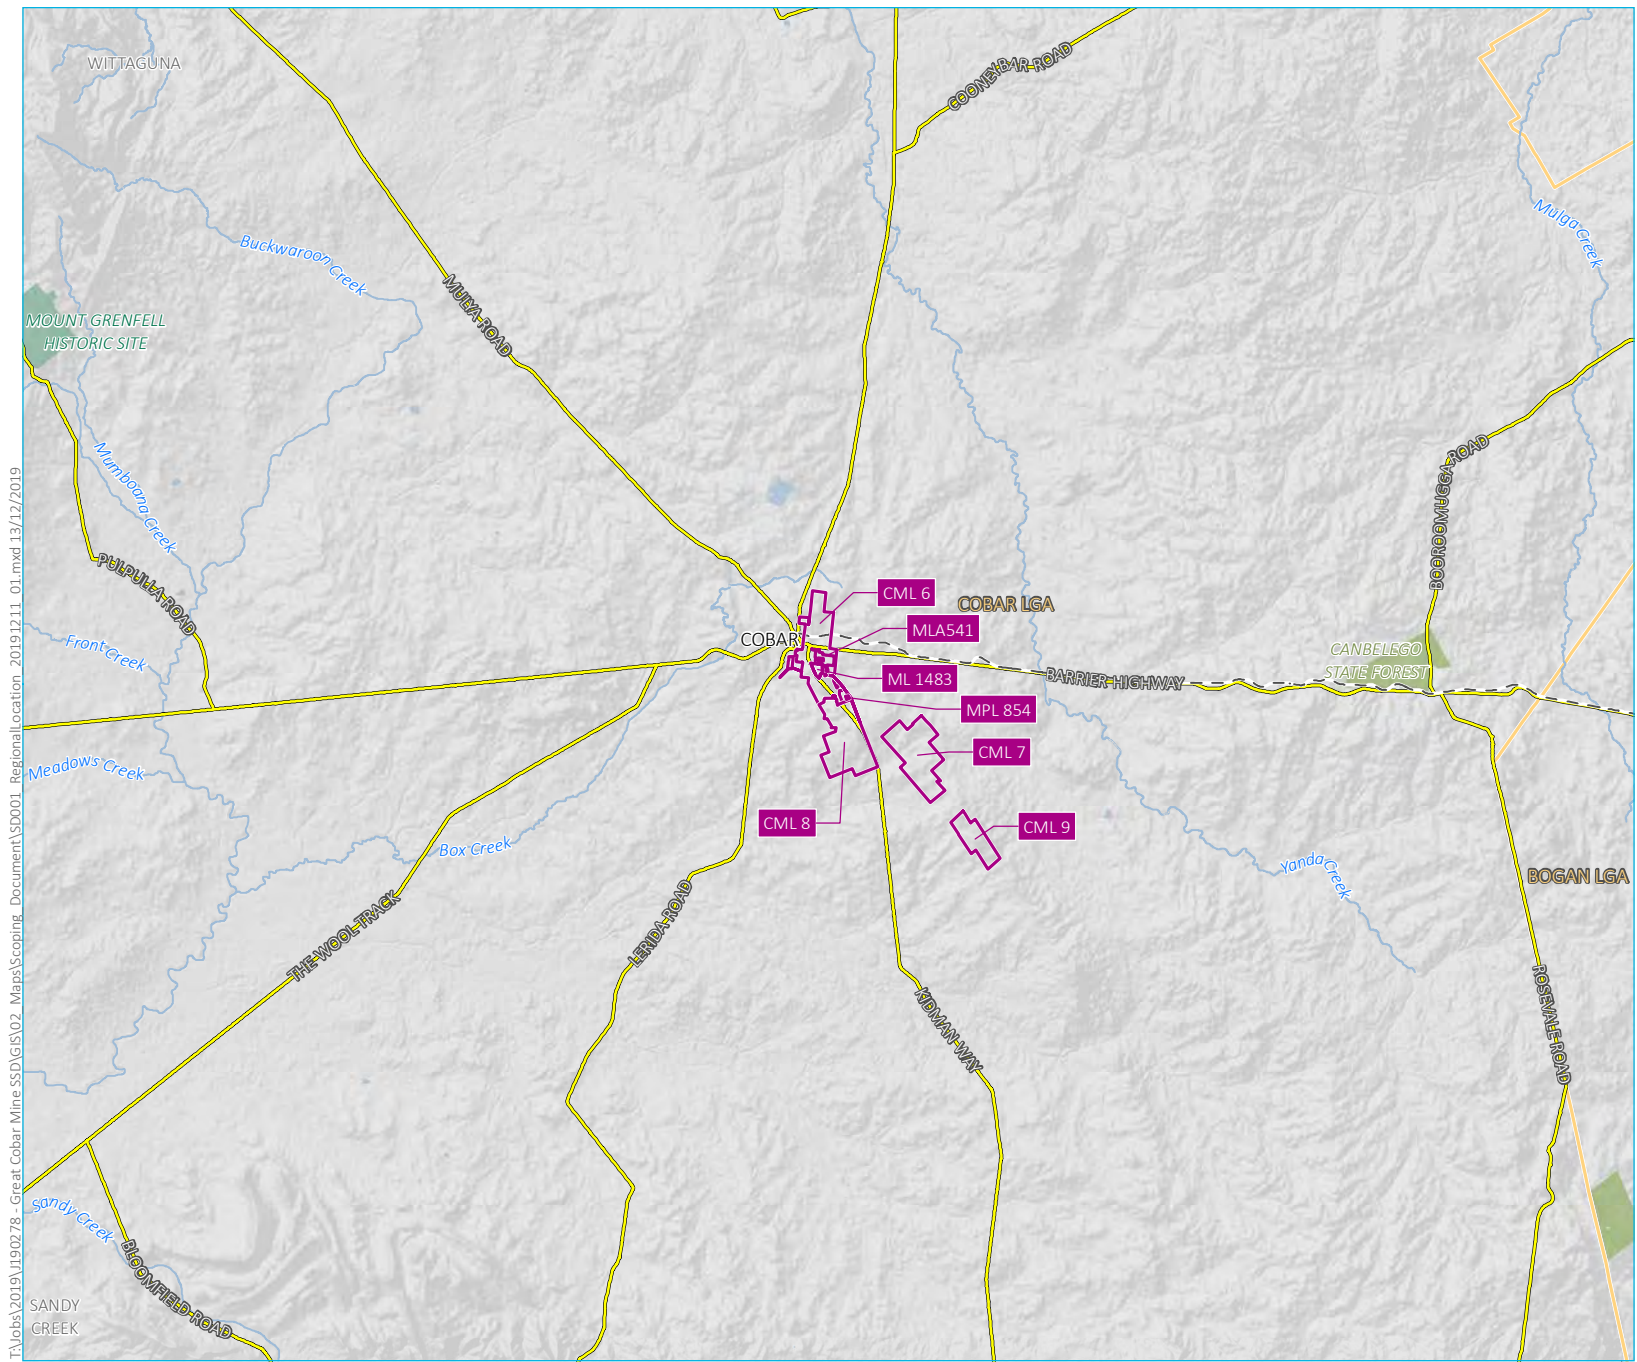 WITTAGUNA
COONEYBAR ROAD
Mulga Creek
Buckwaroon Creek
MULYA ROAD
MOUNT GRENFELL
HISTORIC SITE
Mumboana Creek
BOOROOMUGGA ROAD
PULPULLA ROAD
CML 6
COBAR LGA
MLA541
COBAR
Front Creek
CANBELEGO
STATE FOREST
ML 1483
BARRIER HIGHWAY
MPL 854
CML 7
Meadows Creek
CML 8
CML 9
Box Creek
Yanda Creek
BOGAN LGA
THE WOOL TRACK
LERIDA ROAD
KIDMAN WAY
ROSEVALE ROAD
Sandy Creek
BLOOMFIELD ROAD
SANDY
CREEK
T:\Jobs\2019\J190278 - Great Cobar Mine SSD\GIS\02_Maps\Scoping_Document\SD001_RegionalLocation_20191211_01.mxd 13/12/2019